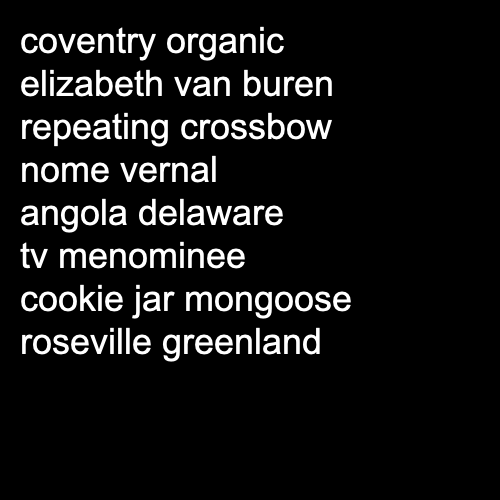 coventry organic
elizabeth van buren
repeating crossbow
nome vernal
angola delaware
tv menominee
cookie jar mongoose
roseville greenland